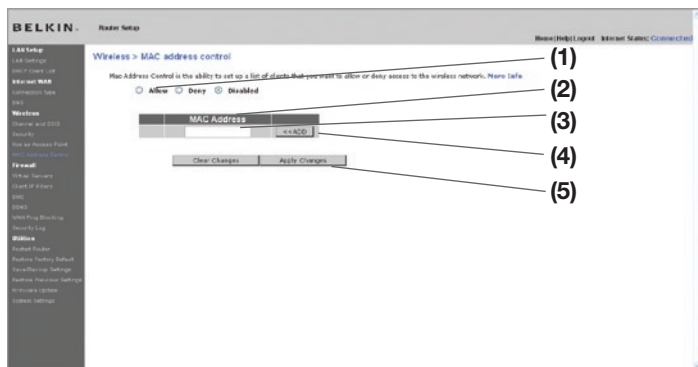 BELKIN. Router Setup
Home|Help|Logout Internet Status: Connected
LAN Setup
LAN Settings
DHCP Client List
Internet WAN
Connection Type
DNS
Wireless
Channel and SSID
Security
Use as Access Point
MAC Address Control
Firewall
Virtual Servers
Client IP Filters
DMZ
DDNS
WAN Ping Blocking
Security Log
Utilities
Restart Router
Restore Factory Default
Save/Backup Settings
Restore Previous Settings
Firmware Update
System Settings
Wireless > MAC address control
Mac Address Control is the ability to set up a list of clients that you want to allow or deny access to the wireless network. More Info
Allow Deny Disabled
MAC Address
<<ADD
Clear Changes Apply Changes
(1)
(2)
(3)
(4)
(5)